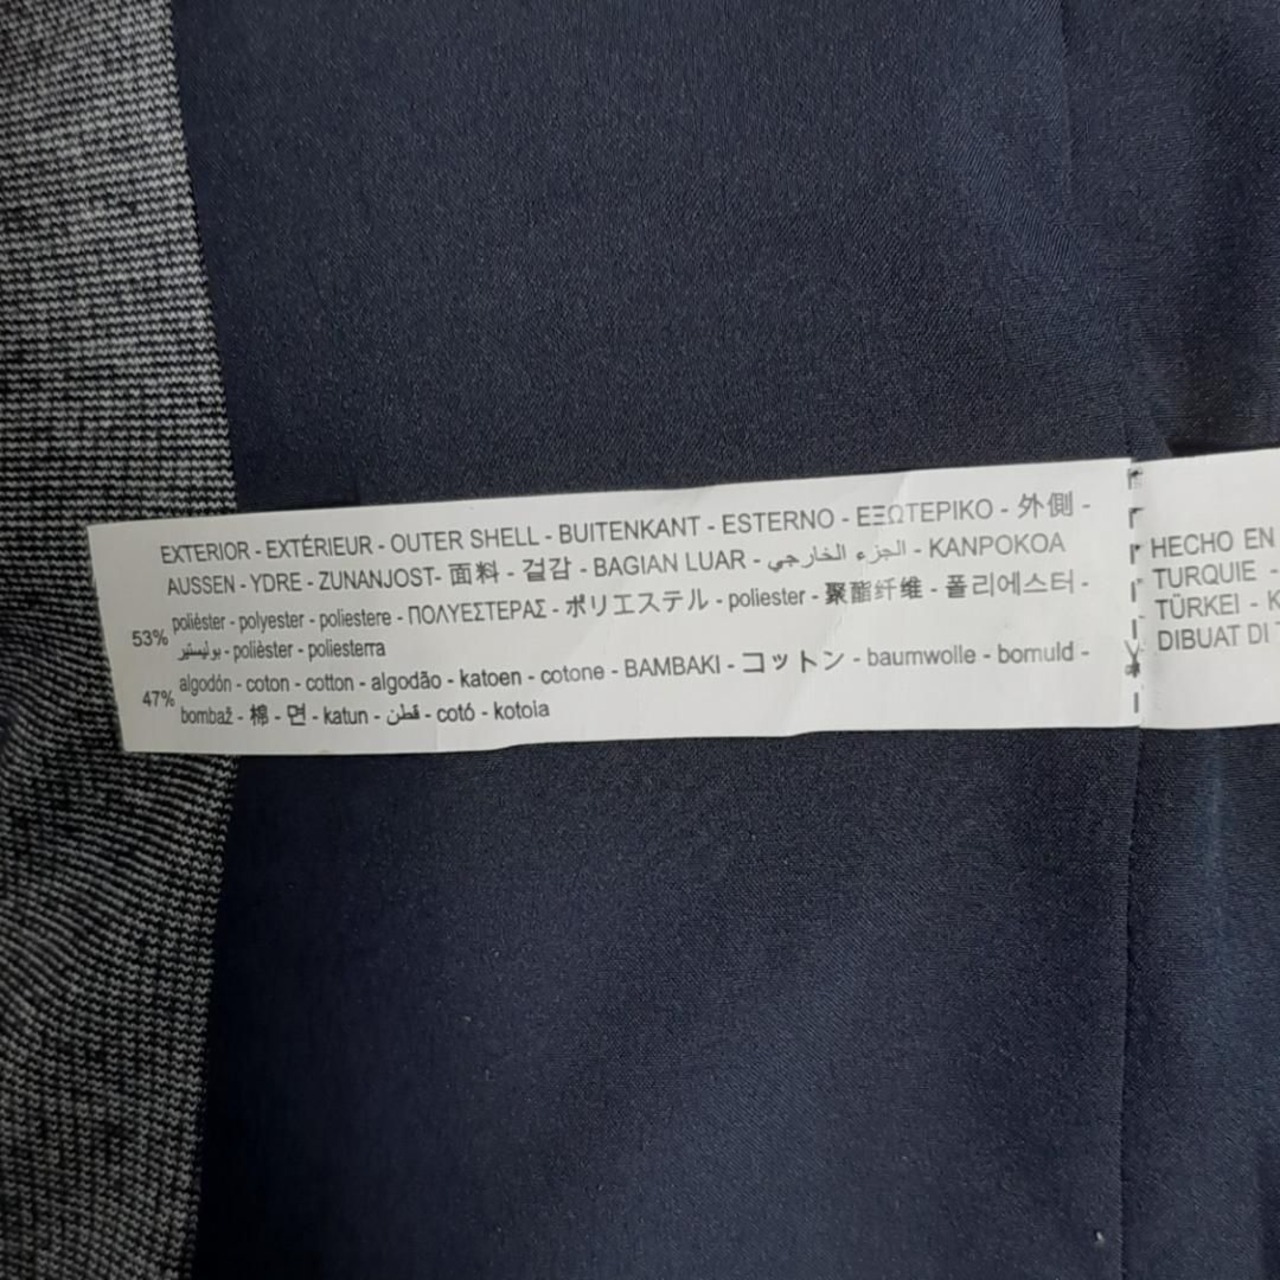 EXTERIOR - EXTÉRIEUR - OUTER SHELL - BUITENKANT - ESTERNO - ΕΞΩΤΕΡΙΚΟ - 外側 -
AUSSEN - YDRE - ZUNANJOST- 面料 - 겉감 - BAGIAN LUAR - الجزء الخارجي - KANPOKOA
53% poliéster - polyester - poliestere - ΠΟΛΥΕΣΤΕΡΑΣ - ポリエステル - poliester - 聚酯纤维 - 폴리에스터 -
بوليستير - polièster - poliesterra
47% algodón - coton - cotton - algodão - katoen - cotone - BAMBAKI - コットン - baumwolle - bomuld -
bombaž - 棉 - 면 - katun - قطن - cotó - kotoia
HECHO EN
TURQUIE -
TÜRKEI - K
DIBUAT DI T